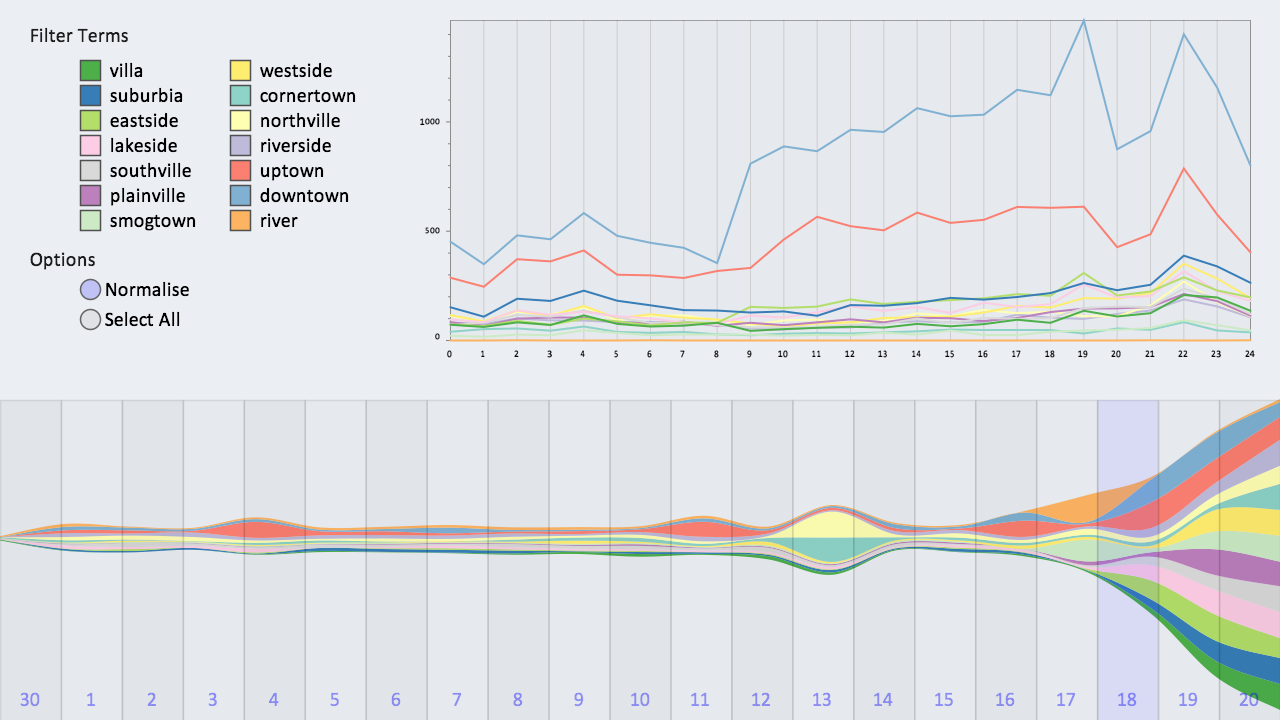 Filter Terms
villa westside
suburbia cornertown
eastside northville
lakeside riverside
southville uptown
plainville downtown
smogtown river
Options
Normalise
Select All
1000
500
0
0 1 2 3 4 5 6 7 8 9 10 11 12 13 14 15 16 17 18 19 20 21 22 23 24
30 1 2 3 4 5 6 7 8 9 10 11 12 13 14 15 16 17 18 19 20